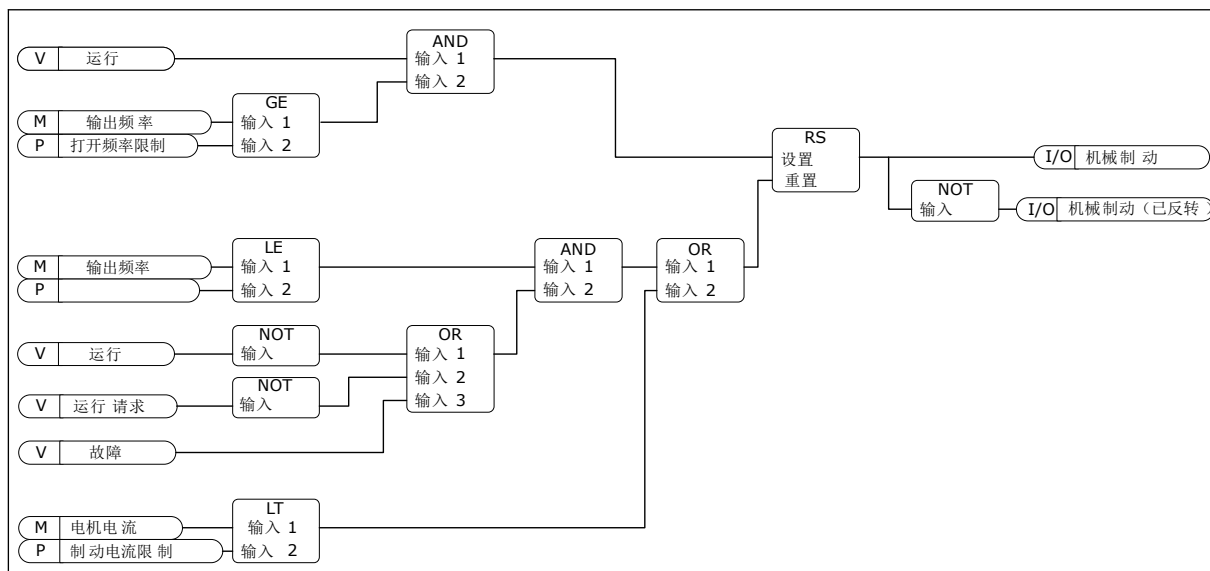 V 运行
AND
输入 1
输入 2
M 输出频率
P 打开频率限制
GE
输入 1
输入 2
RS
设置
重置
I/O 机械制动
NOT
输入
I/O 机械制动（已反转）
M 输出频率
P
LE
输入 1
输入 2
AND
输入 1
输入 2
OR
输入 1
输入 2
V 运行
NOT
输入
OR
输入 1
输入 2
输入 3
V 运行请求
NOT
输入
V 故障
M 电机电流
P 制动电流限制
LT
输入 1
输入 2